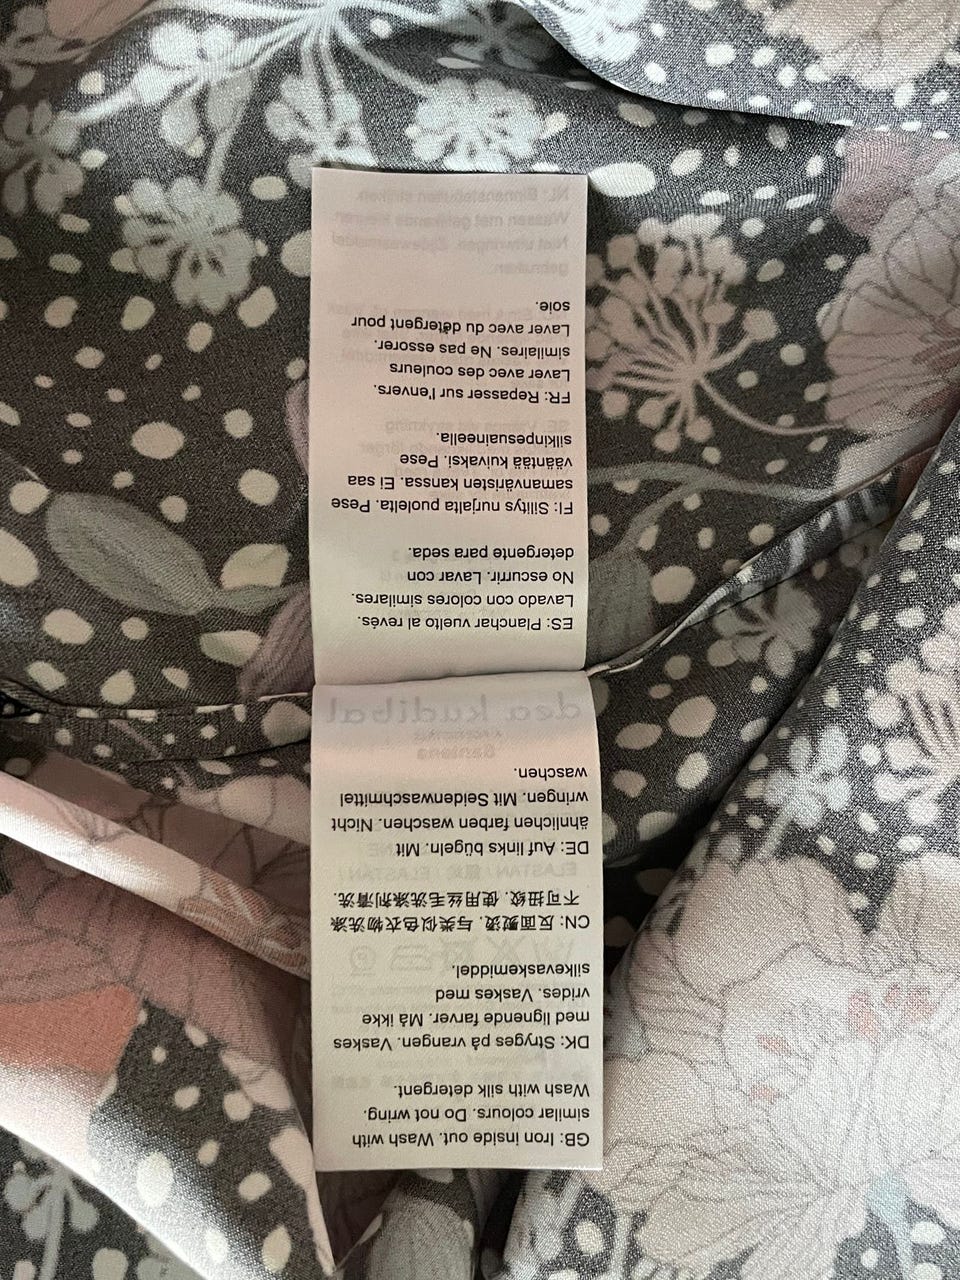 GB: Iron inside out. Wash with
similar colours. Do not wring.
Wash with silk detergent.
DK: Stryges på vrangen. Vaskes
med lignende farver. Må ikke
vrides. Vaskes med
silkevaskemiddel.
CN: 反面熨烫. 与类似色衣物洗涤
不可扭绞. 使用丝毛洗涤剂清洗.
DE: Auf links bügeln. Mit
ähnlichen farben waschen. Nicht
wringen. Mit Seidenwaschmittel
waschen.
dea kudibal
ES: Planchar vuelto al revés.
Lavado con colores similares.
No escurrir. Lavar con
detergente para seda.
FI: Silitys nurjalta puolelta. Pese
samanväristen kanssa. Ei saa
vääntää kuivaksi. Pese
silkinpesuaineella.
FR: Repasser sur l'envers.
Laver avec des couleurs
similaires. Ne pas essorer.
Laver avec du détergent pour
soie.